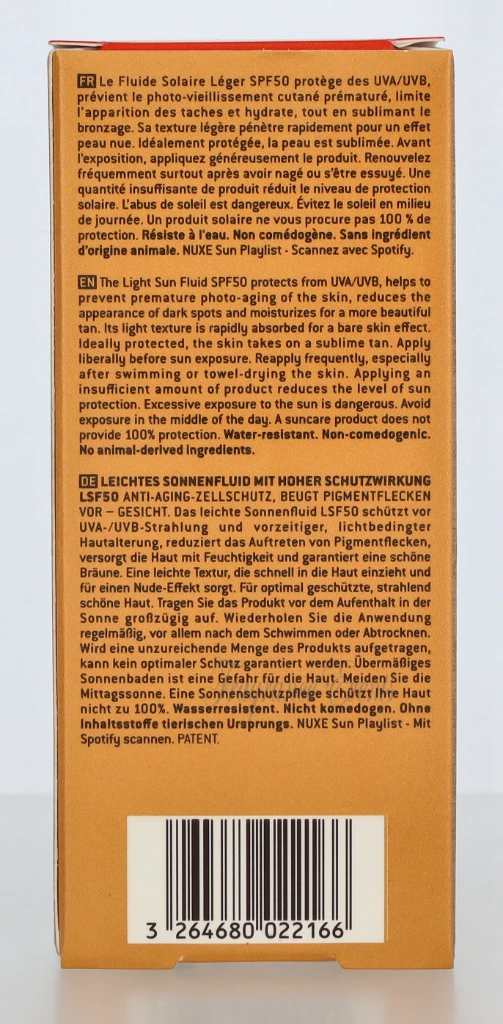 FR Le Fluide Solaire Léger SPF50 protège des UVA/UVB,
prévient le photo-vieillissement cutané prématuré, limite
l'apparition des taches et hydrate, tout en sublimant le
bronzage. Sa texture légère pénètre rapidement pour un effet
peau nue. Idéalement protégée, la peau est sublimée. Avant
l'exposition, appliquez généreusement le produit. Renouvelez
fréquemment surtout après avoir nagé ou s'être essuyé. Une
quantité insuffisante de produit réduit le niveau de protection
solaire. L'abus de soleil est dangereux. Évitez le soleil en milieu
de journée. Un produit solaire ne vous procure pas 100 % de
protection. Résiste à l'eau. Non comédogène. Sans ingrédient
d'origine animale. NUXE Sun Playlist - Scannez avec Spotify.
EN The Light Sun Fluid SPF50 protects from UVA/UVB, helps to
prevent premature photo-aging of the skin, reduces the
appearance of dark spots and moisturizes for a more beautiful
tan. Its light texture is rapidly absorbed for a bare skin effect.
Ideally protected, the skin takes on a sublime tan. Apply
liberally before sun exposure. Reapply frequently, especially
after swimming or towel-drying the skin. Applying an
insufficient amount of product reduces the level of sun
protection. Excessive exposure to the sun is dangerous. Avoid
exposure in the middle of the day. A suncare product does not
provide 100% protection. Water-resistant. Non-comedogenic.
No animal-derived ingredients.
DE LEICHTES SONNENFLUID MIT HOHER SCHUTZWIRKUNG
LSF50 ANTI-AGING-ZELLSCHUTZ, BEUGT PIGMENTFLECKEN
VOR – GESICHT. Das leichte Sonnenfluid LSF50 schützt vor
UVA-/UVB-Strahlung und vorzeitiger, lichtbedingter
Hautalterung, reduziert das Auftreten von Pigmentflecken,
versorgt die Haut mit Feuchtigkeit und garantiert eine schöne
Bräune. Eine leichte Textur, die schnell in die Haut einzieht und
für einen Nude-Effekt sorgt. Für optimal geschützte, strahlend
schöne Haut. Tragen Sie das Produkt vor dem Aufenthalt in der
Sonne großzügig auf. Wiederholen Sie die Anwendung
regelmäßig, vor allem nach dem Schwimmen oder Abtrocknen.
Wird eine unzureichende Menge des Produkts aufgetragen,
kann kein optimaler Schutz garantiert werden. Übermäßiges
Sonnenbaden ist eine Gefahr für die Haut. Meiden Sie die
Mittagssonne. Eine Sonnenschutzpflege schützt Ihre Haut
nicht zu 100%. Wasserresistent. Nicht komedogen. Ohne
Inhaltsstoffe tierischen Ursprungs. NUXE Sun Playlist - Mit
Spotify scannen. PATENT.
3 264680 022166